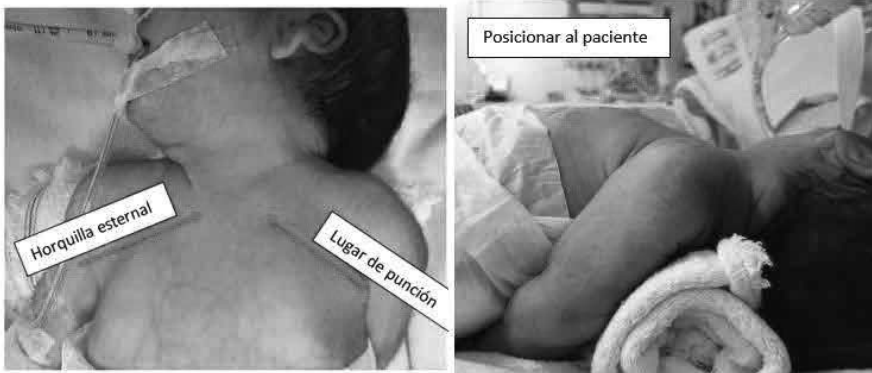 Horquilla esternal
Lugar de punción
Posicionar al paciente